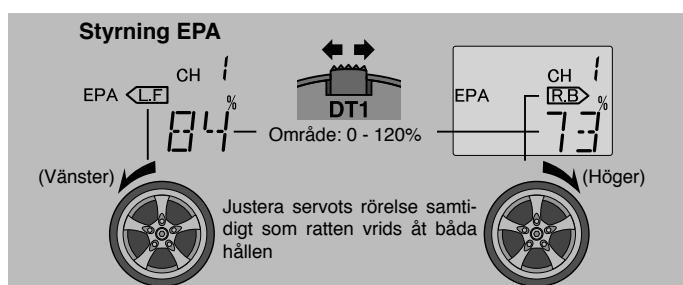 Styrning EPA
CH 1
EPA L.F
84%
DT1
Område: 0 - 120%
CH 1
EPA R.B
73%
(Vänster)
(Höger)
Justera servots rörelse samti-
digt som ratten vrids åt båda
hållen